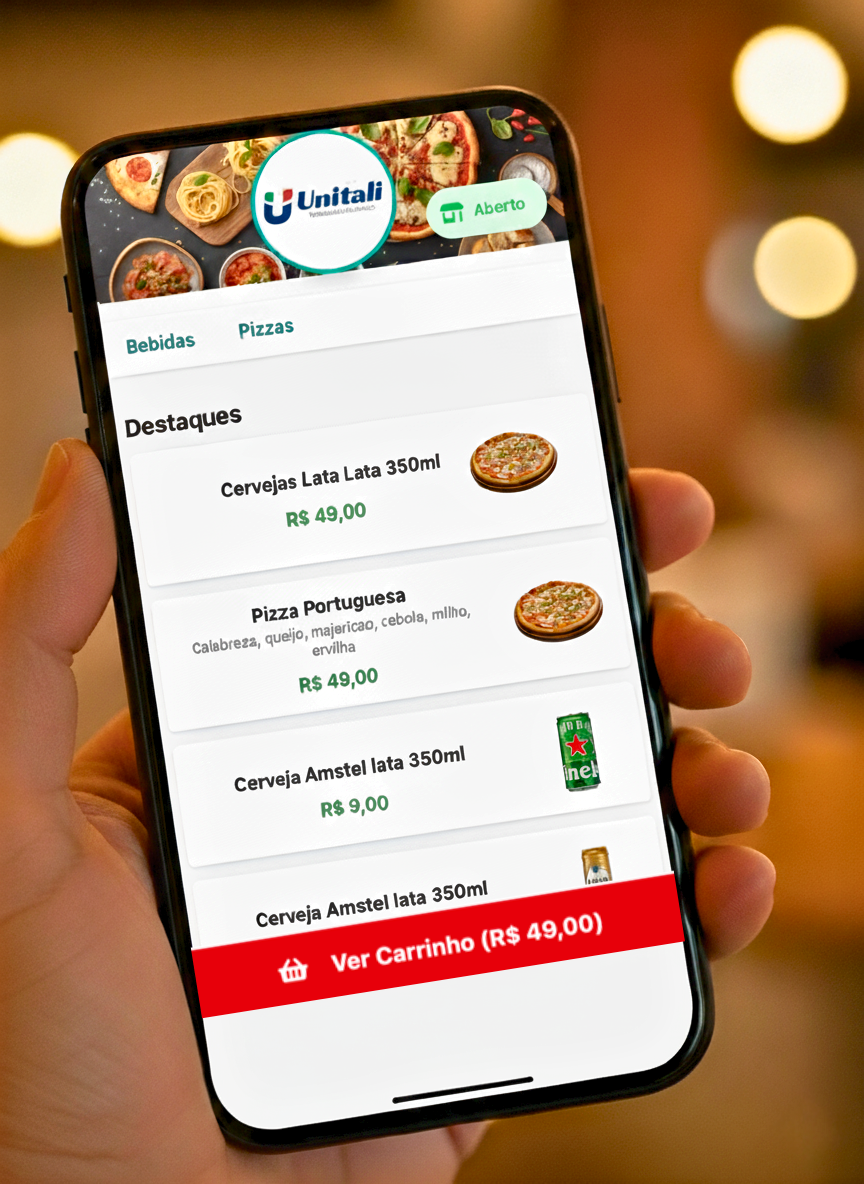 Unitali
Aberto
Bebidas Pizzas
Destaques
Cervejas Lata Lata 350ml
R$ 49,00
Pizza Portuguesa
Calabreza, queijo, majericao, cebola, milho,
ervilha
R$ 49,00
Cerveja Amstel lata 350ml
R$ 9,00
inek
Cerveja Amstel lata 350ml
Ver Carrinho (R$ 49,00)